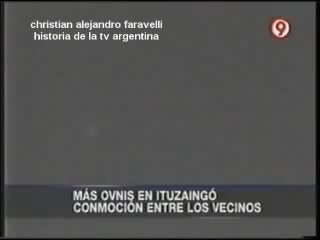 christian alejandro faravelli
historia de la tv argentina
9
MÁS OVNIS EN ITUZAINGÓ
CONMOCIÓN ENTRE LOS VECINOS